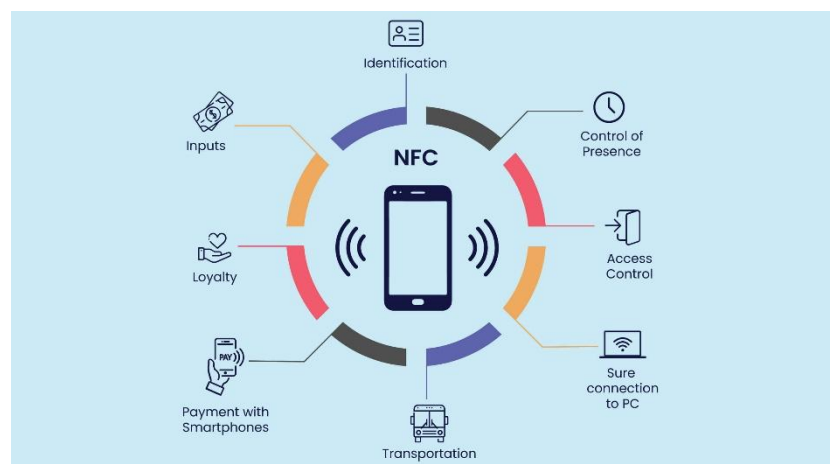 Identification
Control of
Presence
Access
Control
Sure
connection
to PC
Transportation
Payment with
Smartphones
PAY
Loyalty
Inputs
NFC